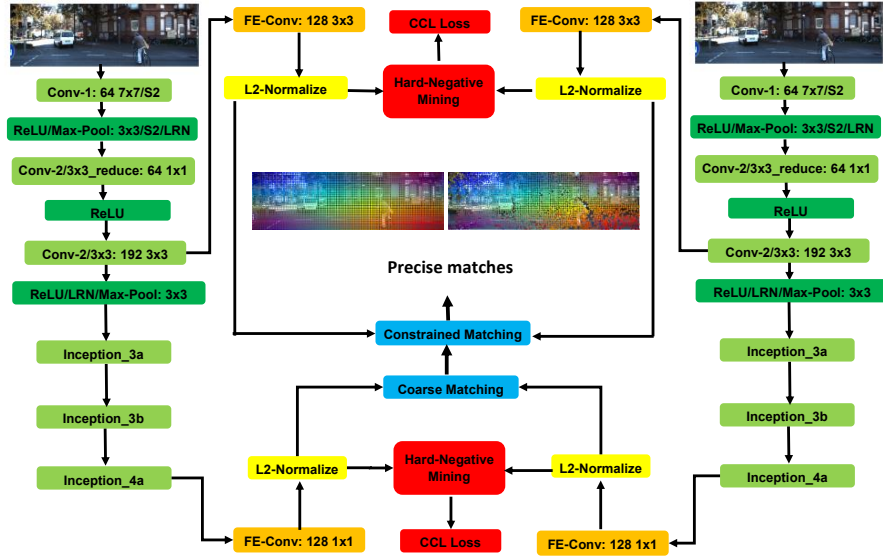 FE-Conv: 128 3x3
CCL Loss
FE-Conv: 128 3x3
Conv-1: 64 7x7/S2
L2-Normalize
Hard-Negative
Mining
L2-Normalize
Conv-1: 64 7x7/S2
ReLU/Max-Pool: 3x3/S2/LRN
ReLU/Max-Pool: 3x3/S2/LRN
Conv-2/3x3_reduce: 64 1x1
Conv-2/3x3_reduce: 64 1x1
ReLU
ReLU
Conv-2/3x3: 192 3x3
Conv-2/3x3: 192 3x3
Precise matches
ReLU/LRN/Max-Pool: 3x3
ReLU/LRN/Max-Pool: 3x3
Constrained Matching
Inception_3a
Inception_3a
Coarse Matching
Inception_3b
Inception_3b
L2-Normalize
Hard-Negative
Mining
L2-Normalize
Inception_4a
Inception_4a
FE-Conv: 128 1x1
CCL Loss
FE-Conv: 128 1x1